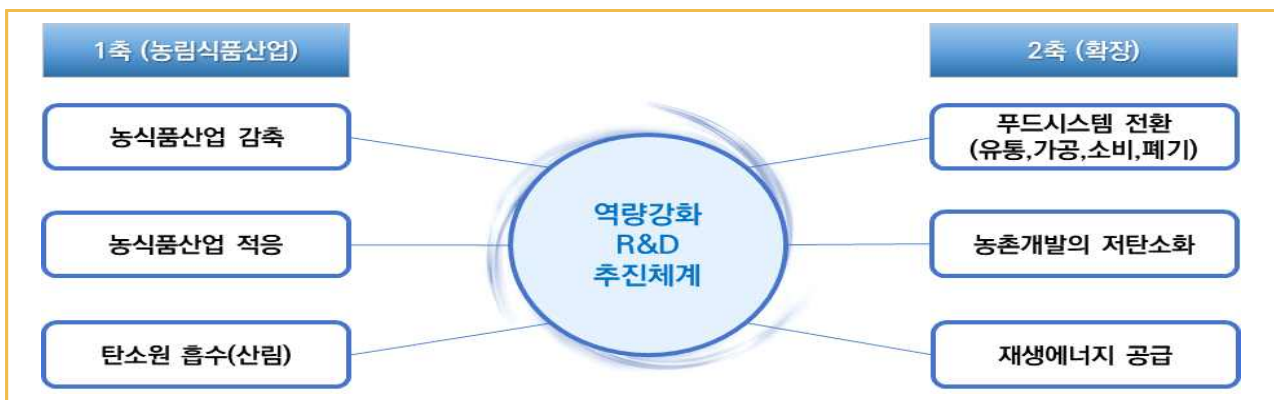 1축 (농림식품산업)
농식품산업 감축
농식품산업 적응
탄소원 흡수(산림)
역량강화
R&D
추진체계
2축 (확장)
푸드시스템 전환
(유통,가공,소비,폐기)
농촌개발의 저탄소화
재생에너지 공급